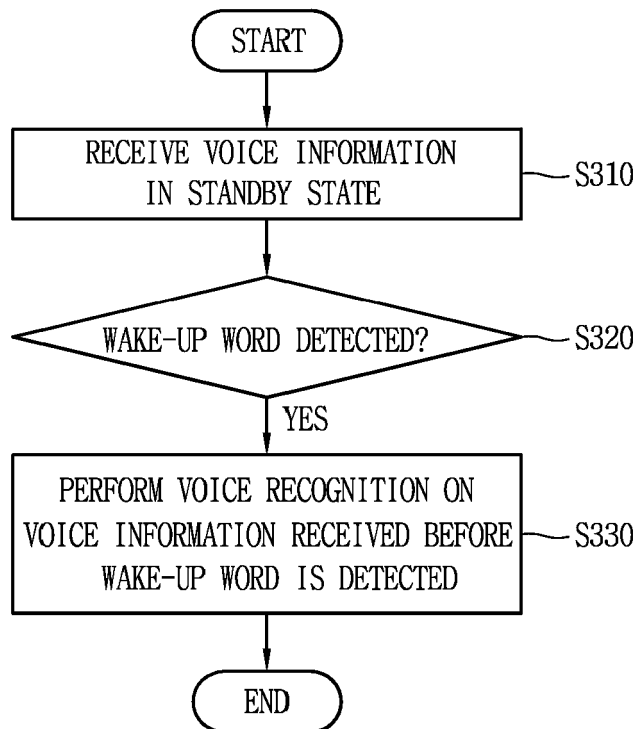 START
RECEIVE VOICE INFORMATION
IN STANDBY STATE
S310
WAKE-UP WORD DETECTED?
S320
YES
PERFORM VOICE RECOGNITION ON
VOICE INFORMATION RECEIVED BEFORE
WAKE-UP WORD IS DETECTED
S330
END